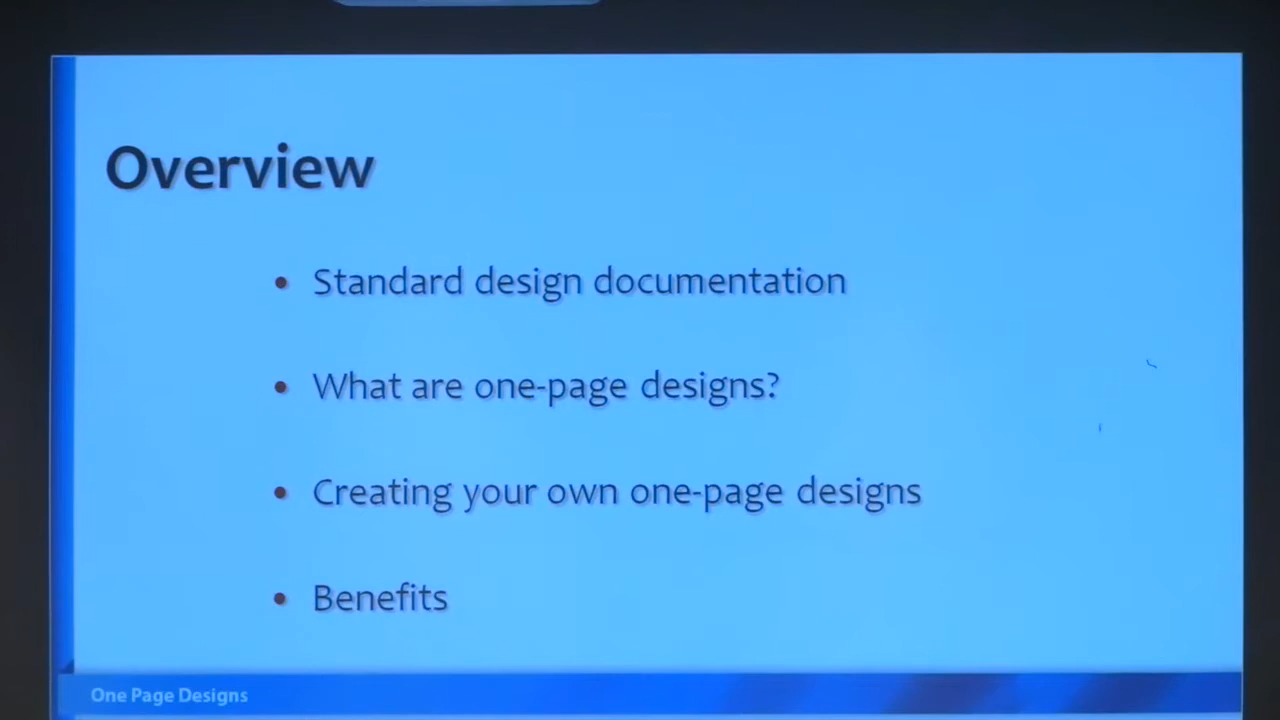 Overview
• Standard design documentation
• What are one-page designs?
• Creating your own one-page designs
• Benefits
One Page Designs